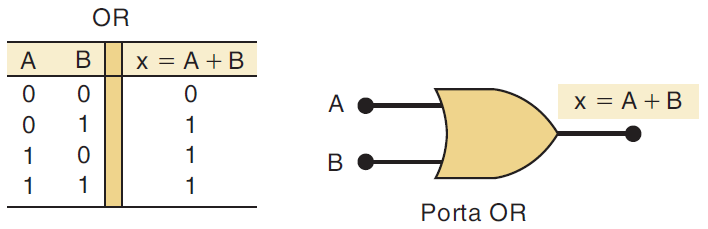 OR
A B x = A + B
0 0 0
0 1 1
1 0 1
1 1 1
A
x = A + B
B
Porta OR